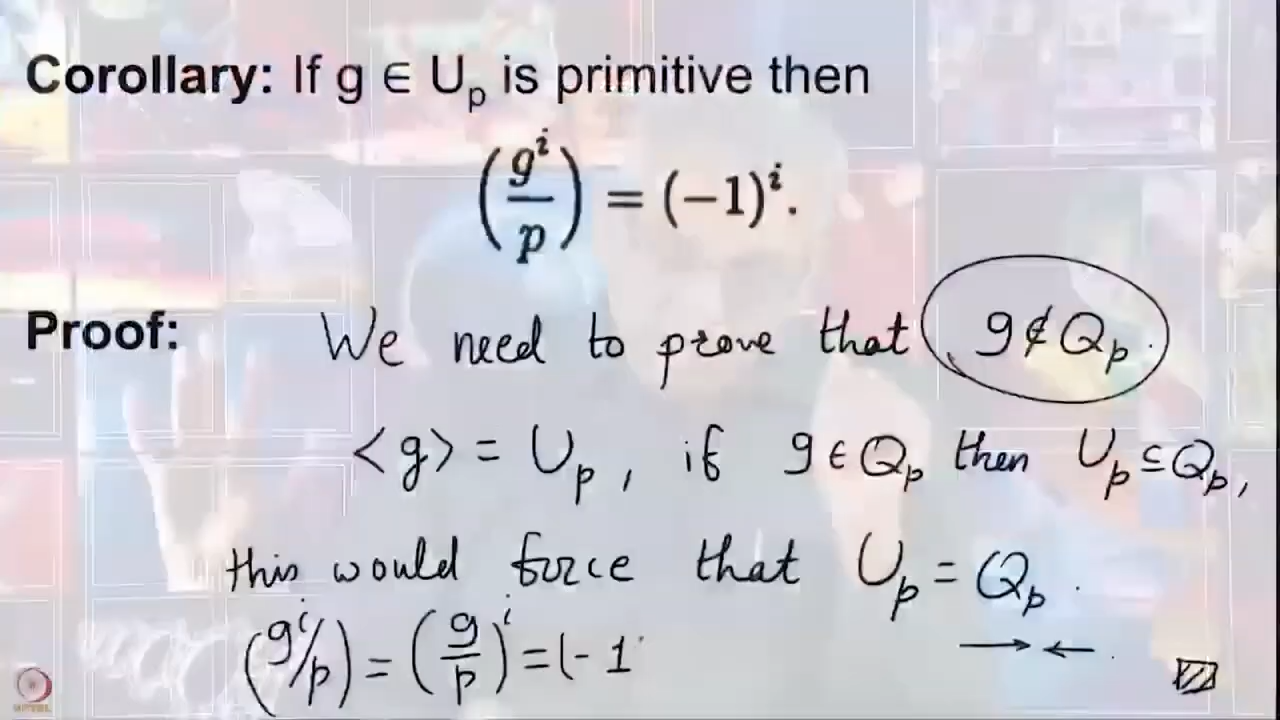 Corollary: If g ∈ Uₚ is primitive then
(gⁱ/p) = (−1)ⁱ.
Proof: We need to prove that g ∉ Qₚ.
<g> = Uₚ, if g ∈ Qₚ then Uₚ ⊆ Qₚ,
this would force that Uₚ = Qₚ.
→←.
(gⁱ/p) = (g/p)ⁱ = (-1